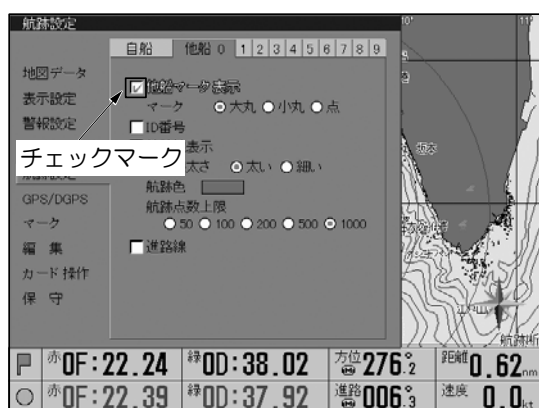 航跡設定
自船 他船 0 1 2 3 4 5 6 7 8 9
地図データ
表示設定
警報設定
GPS/DGPS
マーク
編 集
カード操作
保 守
他船マーク表示
マーク 大丸 小丸 点
ID番号
チェックマーク
表示
太さ 太い 細い
航跡色
航跡点数上限
50 100 200 500 1000
進路線
10' 11'
赤0F:22.24 緑0D:38.02 方位276°.2 距離0.62nm
赤0F:22.39 緑0D:37.92 進路006°.3 速度0.0kt